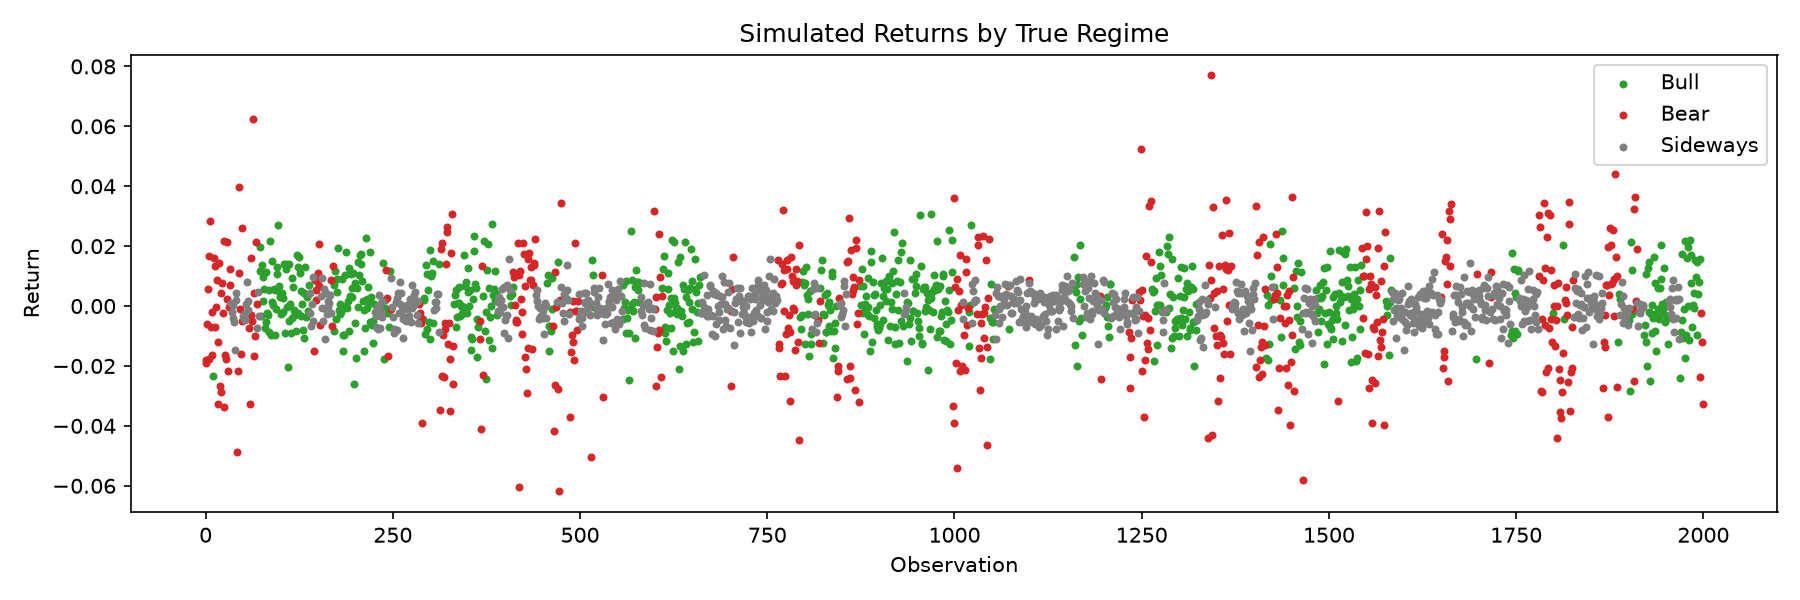 Simulated Returns by True Regime
Return
0.08
0.06
0.04
0.02
0.00
−0.02
−0.04
−0.06
Bull
Bear
Sideways
0 250 500 750 1000 1250 1500 1750 2000
Observation